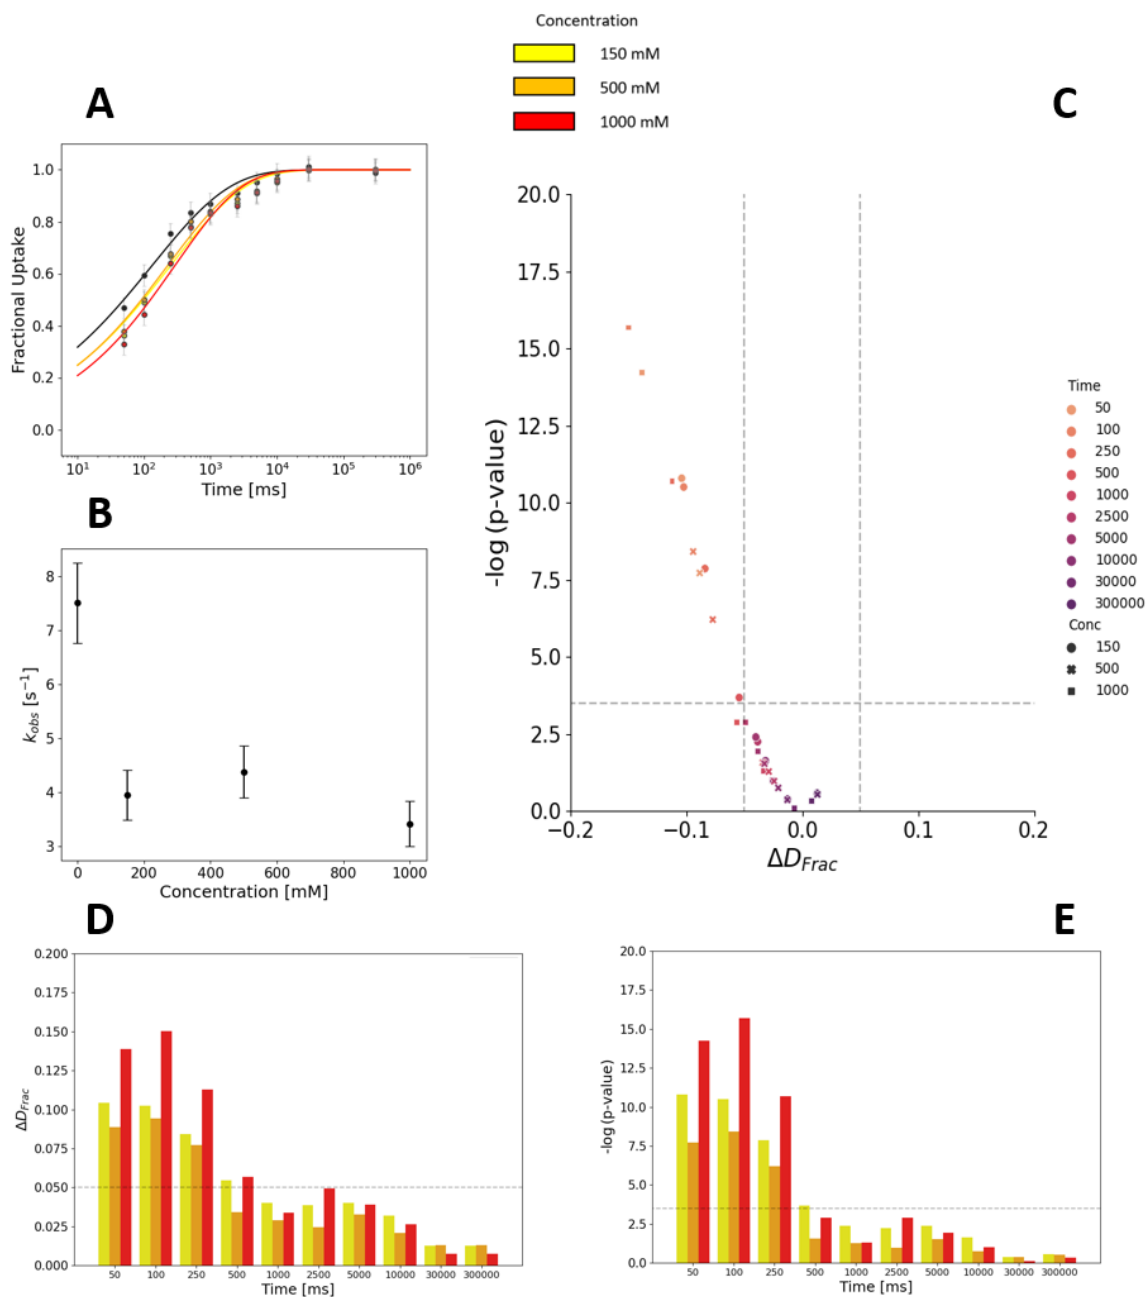 Concentration
150 mM
500 mM
1000 mM
A
1.0
0.8
0.6
0.4
0.2
0.0
Fractional Uptake
10¹ 10² 10³ 10⁴ 10⁵ 10⁶
Time [ms]
B
8
7
6
5
4
3
k_obs [s⁻¹]
0 200 400 600 800 1000
Concentration [mM]
C
20.0
17.5
15.0
12.5
10.0
7.5
5.0
2.5
0.0
-log (p-value)
−0.2 −0.1 0.0 0.1 0.2
ΔD_Frac
Time
50
100
250
500
1000
2500
5000
10000
30000
300000
Conc
150
500
1000
D
0.200
0.175
0.150
0.125
0.100
0.075
0.050
0.025
0.000
ΔD_Frac
50 100 250 500 1000 2500 5000 10000 30000 300000
Time [ms]
E
20.0
17.5
15.0
12.5
10.0
7.5
5.0
2.5
0.0
-log (p-value)
50 100 250 500 1000 2500 5000 10000 30000 300000
Time [ms]